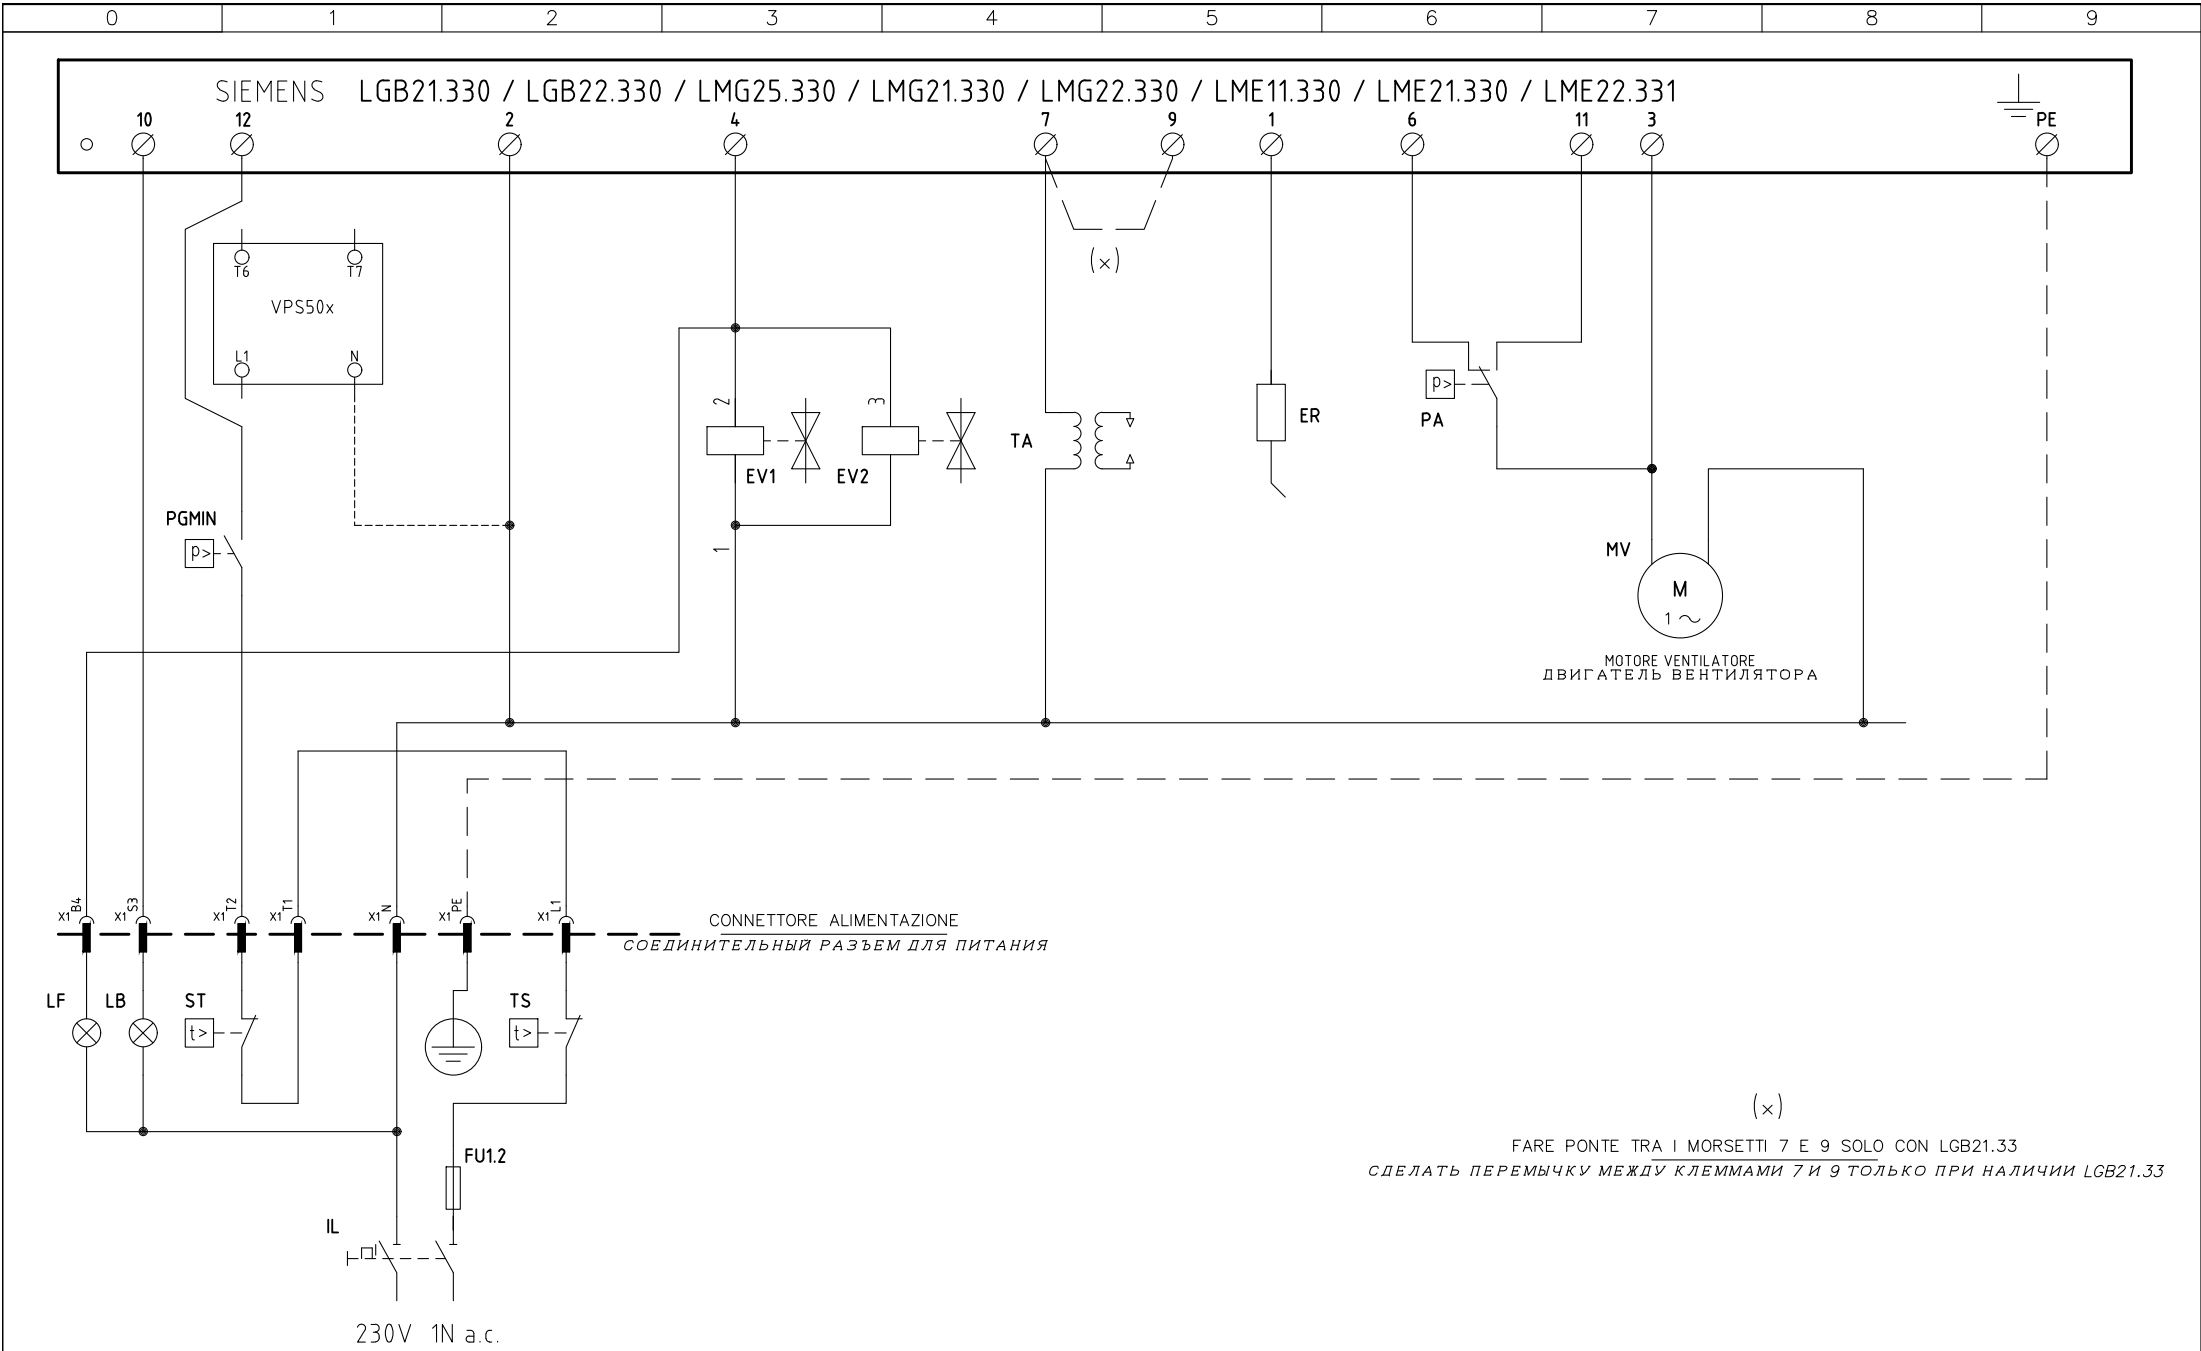 0 1 2 3 4 5 6 7 8 9
SIEMENS LGB21.330 / LGB22.330 / LMG25.330 / LMG21.330 / LMG22.330 / LME11.330 / LME21.330 / LME22.331
10 12 2 4 7 9 1 6 11 3 PE
(x)
T6 T7
VPS50x
L1 N
2 3
p>
ER
PA
TA
EV1 EV2
PGMIN
p>
1
MV
M
1~
MOTORE VENTILATORE
ДВИГАТЕЛЬ ВЕНТИЛЯТОРА
X1 B4 X1 S3 X1 T2 X1 T1 X1 N X1 PE X1 L1
CONNETTORE ALIMENTAZIONE
СОЕДИНИТЕЛЬНЫЙ РАЗЪЕМ ДЛЯ ПИТАНИЯ
LF LB ST TS
t> t>
(x)
FARE PONTE TRA I MORSETTI 7 E 9 SOLO CON LGB21.33
СДЕЛАТЬ ПЕРЕМЫЧКУ МЕЖДУ КЛЕММАМИ 7 И 9 ТОЛЬКО ПРИ НАЛИЧИИ LGB21.33
FU1.2
IL
230V 1N a.c.